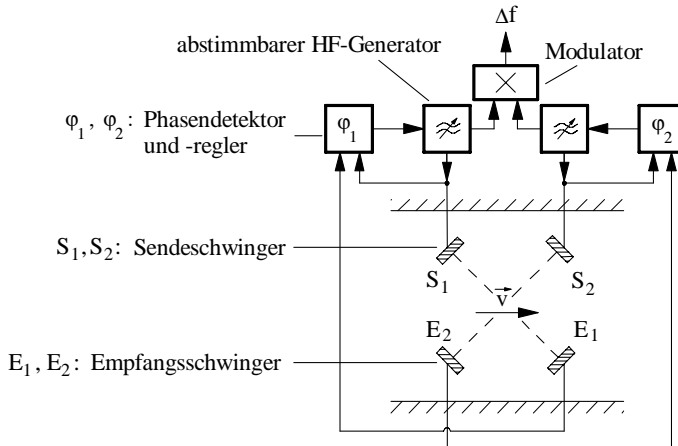 Δf
abstimmbarer HF-Generator
Modulator
×
φ₁, φ₂: Phasendetektor
und -regler
φ₁
φ₂
S₁, S₂: Sendeschwinger
S₁
S₂
v⃗
E₂
E₁
E₁, E₂: Empfangsschwinger